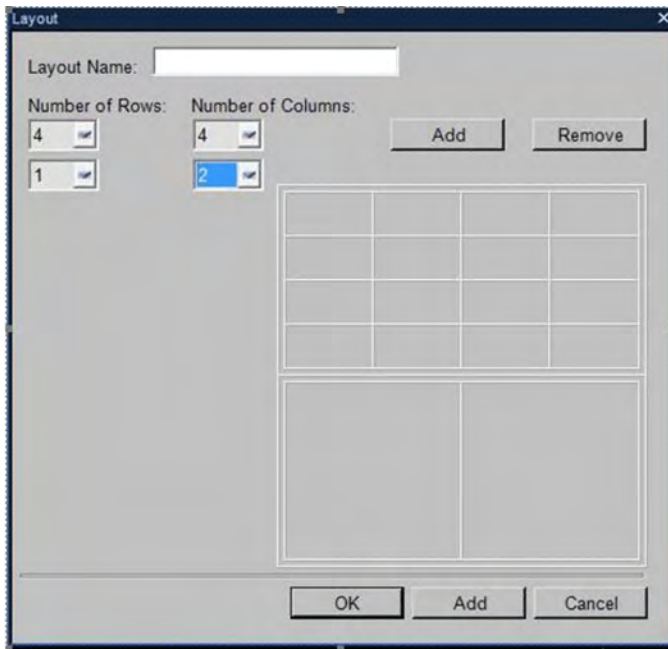 Layout
Layout Name:
Number of Rows: Number of Columns:
4 4 Add Remove
1 2
OK Add Cancel